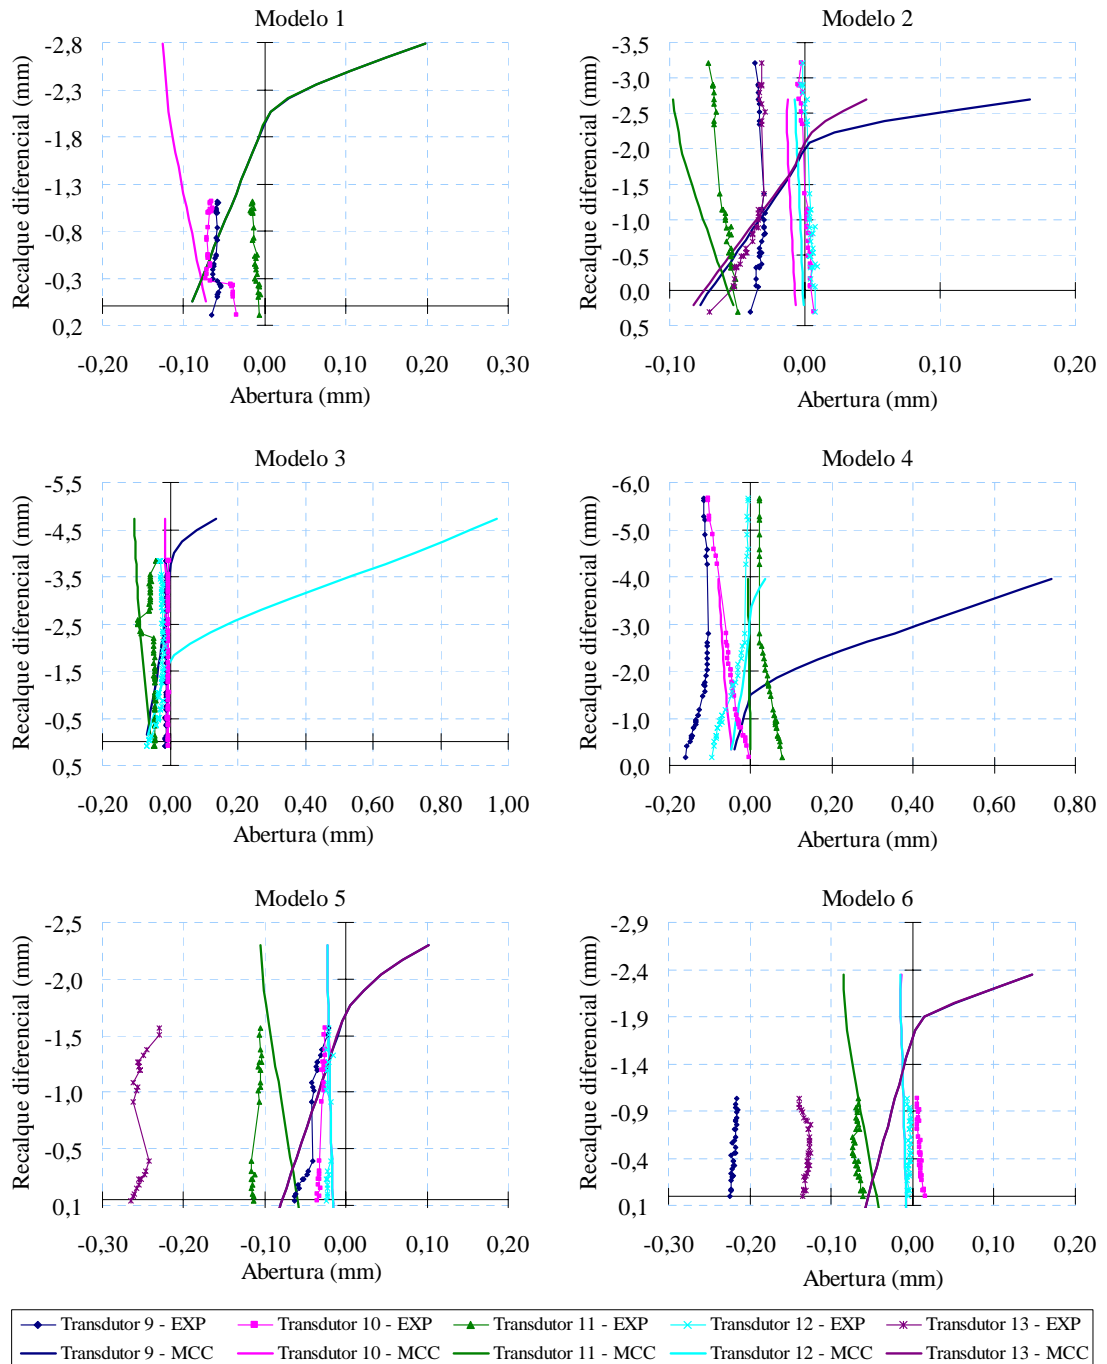 Modelo 1
Recalque diferencial (mm)
-2,8
-2,3
-1,8
-1,3
-0,8
-0,3
0,2
-0,20 -0,10 0,00 0,10 0,20 0,30
Abertura (mm)
Modelo 2
Recalque diferencial (mm)
-3,5
-3,0
-2,5
-2,0
-1,5
-1,0
-0,5
0,0
0,5
-0,10 0,00 0,10 0,20
Abertura (mm)
Modelo 3
Recalque diferencial (mm)
-5,5
-4,5
-3,5
-2,5
-1,5
-0,5
0,5
-0,20 0,00 0,20 0,40 0,60 0,80 1,00
Abertura (mm)
Modelo 4
Recalque diferencial (mm)
-6,0
-5,0
-4,0
-3,0
-2,0
-1,0
0,0
-0,20 0,00 0,20 0,40 0,60 0,80
Abertura (mm)
Modelo 5
Recalque diferencial (mm)
-2,5
-2,0
-1,5
-1,0
-0,5
0,1
-0,30 -0,20 -0,10 0,00 0,10 0,20
Abertura (mm)
Modelo 6
Recalque diferencial (mm)
-2,9
-2,4
-1,9
-1,4
-0,9
-0,4
0,1
-0,30 -0,20 -0,10 0,00 0,10 0,20
Abertura (mm)
Transdutor 9 - EXP Transdutor 10 - EXP Transdutor 11 - EXP Transdutor 12 - EXP Transdutor 13 - EXP
Transdutor 9 - MCC Transdutor 10 - MCC Transdutor 11 - MCC Transdutor 12 - MCC Transdutor 13 - MCC